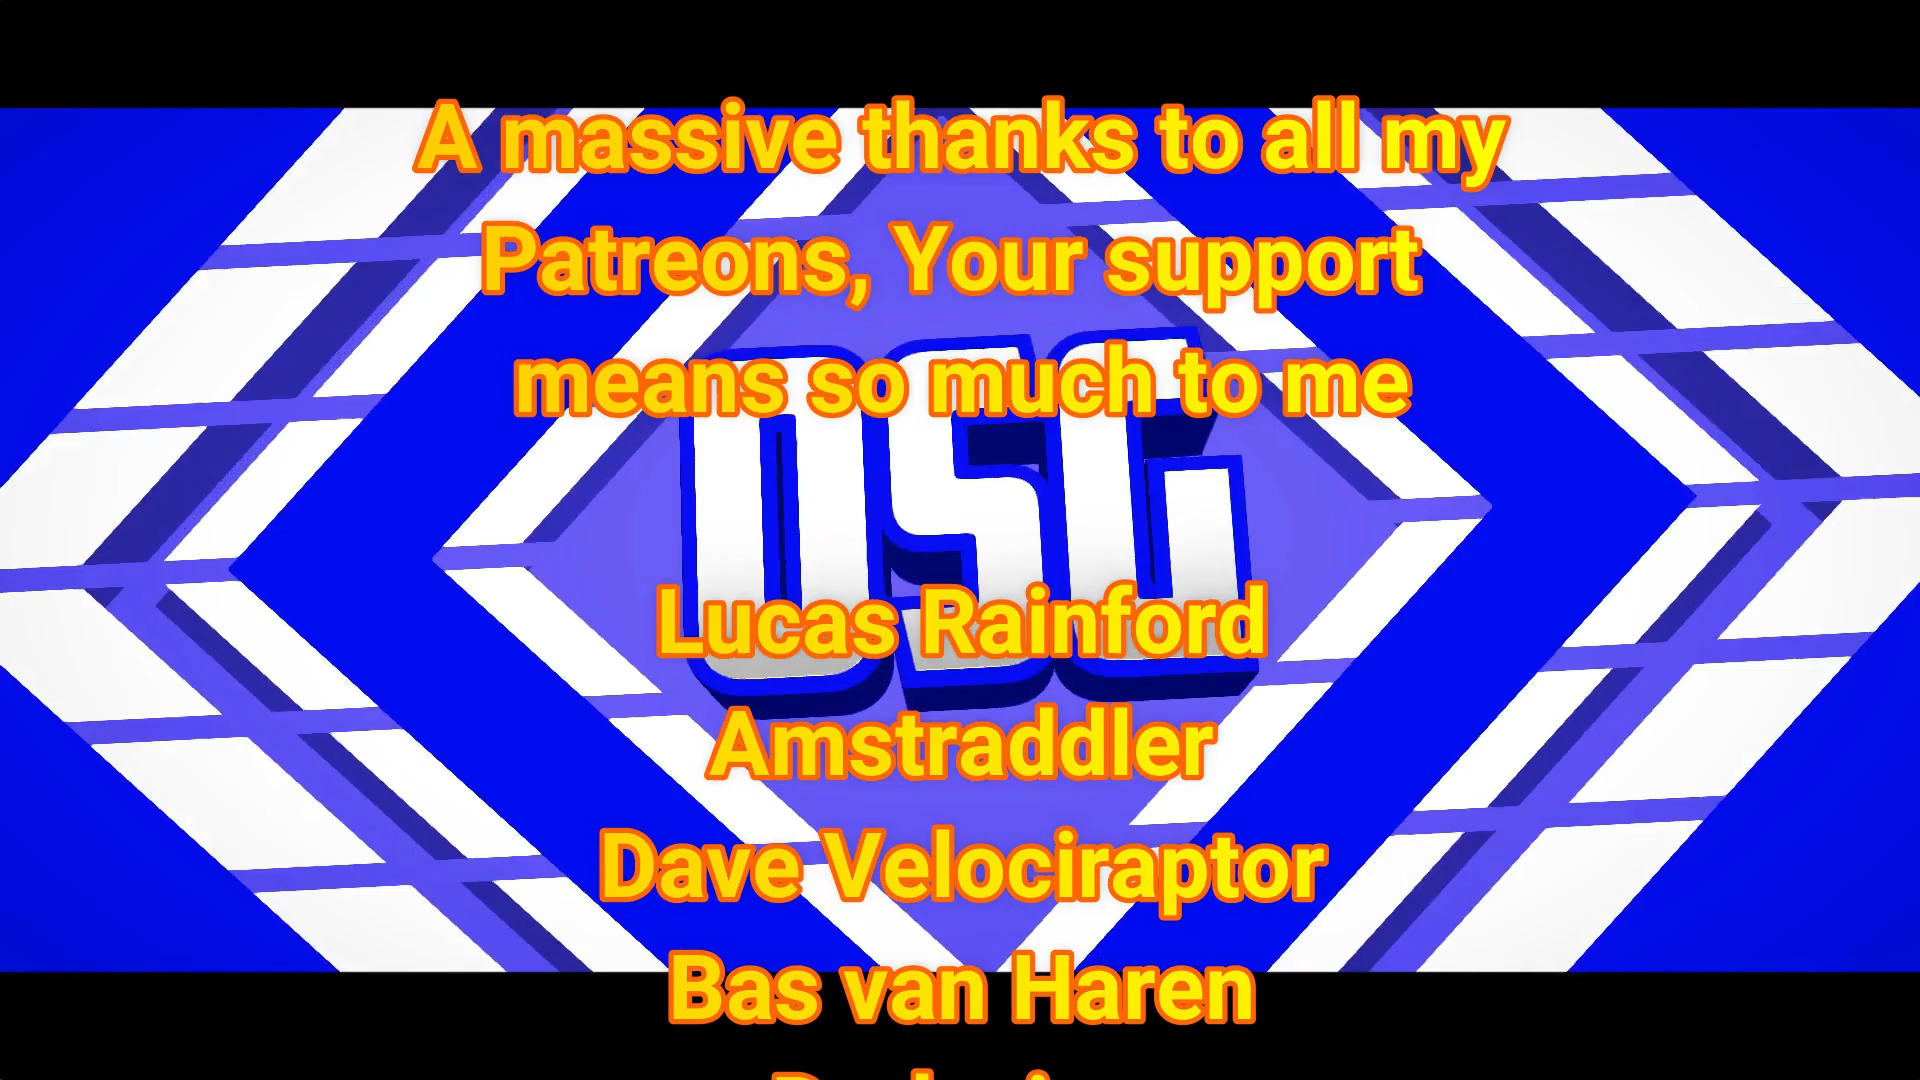 A massive thanks to all my
Patreons, Your support
means so much to me
OSG
Lucas Rainford
Amstraddler
Dave Velociraptor
Bas van Haren